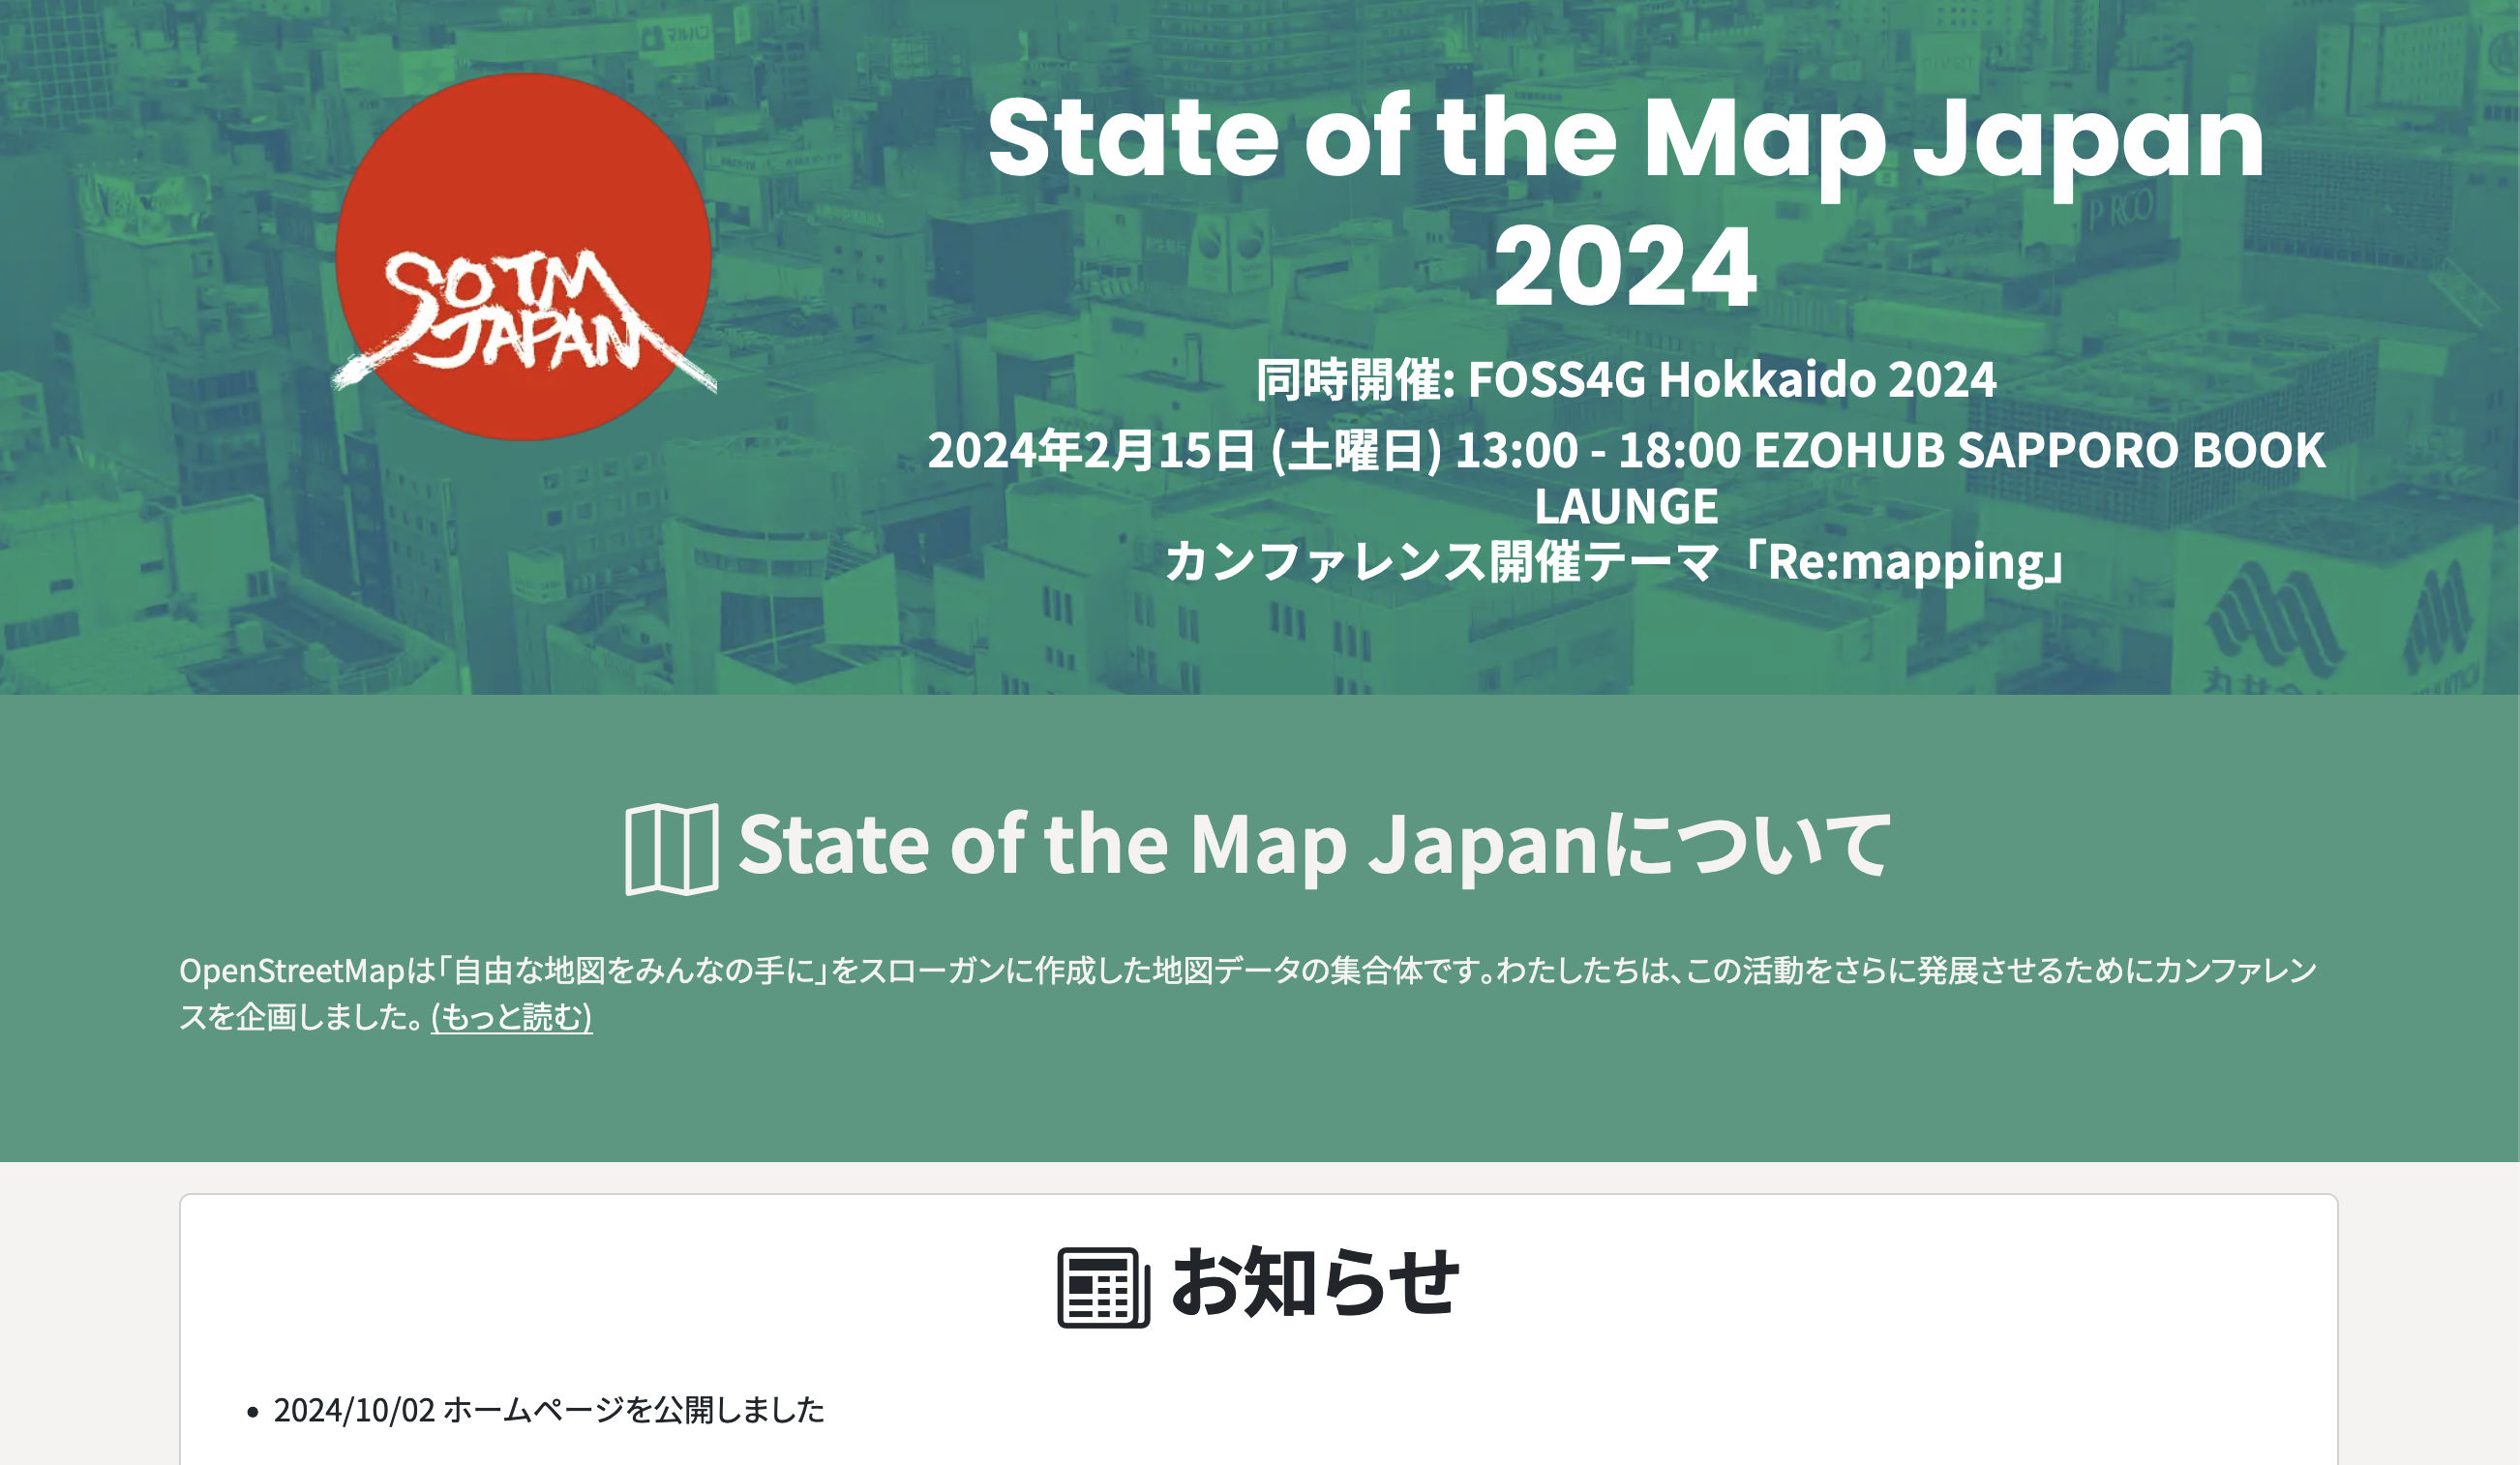 マルハン
SOTM
JAPAN
State of the Map Japan
2024
同時開催: FOSS4G Hokkaido 2024
2024年2月15日 (土曜日) 13:00 - 18:00 EZOHUB SAPPORO BOOK
LAUNGE
カンファレンス開催テーマ「Re:mapping」
State of the Map Japanについて
OpenStreetMapは「自由な地図をみんなの手に」をスローガンに作成した地図データの集合体です。わたしたちは、この活動をさらに発展させるためにカンファレン
スを企画しました。(もっと読む)
お知らせ
• 2024/10/02 ホームページを公開しました